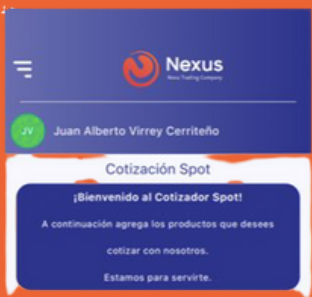 Nexus
Nova Trading Company
JV
Juan Alberto Virrey Cerriteño
Cotización Spot
¡Bienvenido al Cotizador Spot!
A continuación agrega los productos que desees
cotizar con nosotros.
Estamos para servirte.